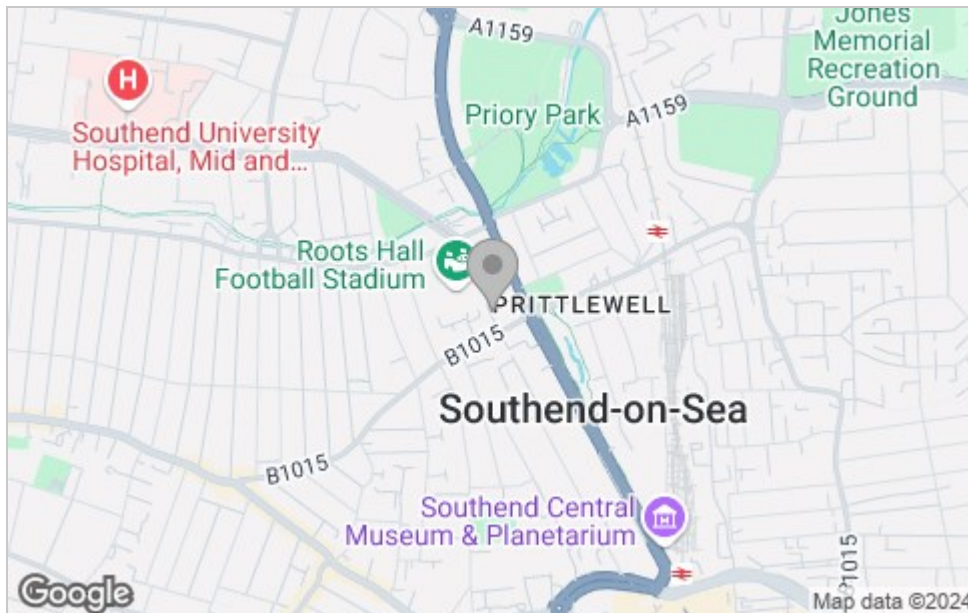 A1159
Jones
Memorial
Recreation
Ground
H
Southend University
Hospital, Mid and...
Priory Park
A1159
Roots Hall
Football Stadium
PRITTLEWELL
B1015
Southend-on-Sea
B1015
Southend Central
Museum & Planetarium
B1015
Google
Map data ©2024